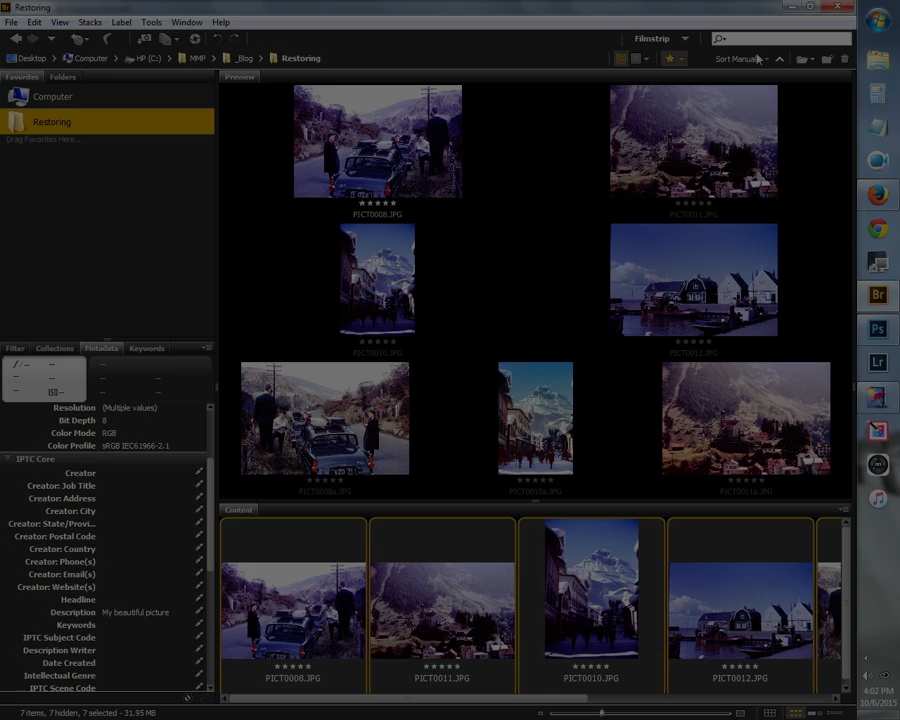 Br Restoring
File Edit View Stacks Label Tools Window Help
Filmstrip
Desktop Computer HP (C:) MMP _Blog Restoring
Sort Manually
Favorites Folders
Preview
Computer
Restoring
Drag Favorites Here...
PICT0008.JPG
PICT0011.JPG
PICT0010.JPG
PICT0012.JPG
PICT0008a.JPG
PICT0010a.JPG
PICT0011a.JPG
Filter Collections Metadata Keywords
f/-- -- --
-- -- -- --
-- ISO-- -- --
Resolution (Multiple values)
Bit Depth 8
Color Mode RGB
Color Profile sRGB IEC61966-2.1
IPTC Core
Creator
Creator: Job Title
Creator: Address
Creator: City
Creator: State/Provi...
Creator: Postal Code
Creator: Country
Creator: Phone(s)
Creator: Email(s)
Creator: Website(s)
Headline
Description My beautiful picture
Keywords
IPTC Subject Code
Description Writer
Date Created
Intellectual Genre
IPTC Scene Code
Content
PICT0008.JPG
PICT0011.JPG
PICT0010.JPG
PICT0012.JPG
7 items, 7 hidden, 7 selected - 31.95 MB
Br
Ps
Lr
on
4:02 PM
10/6/2015